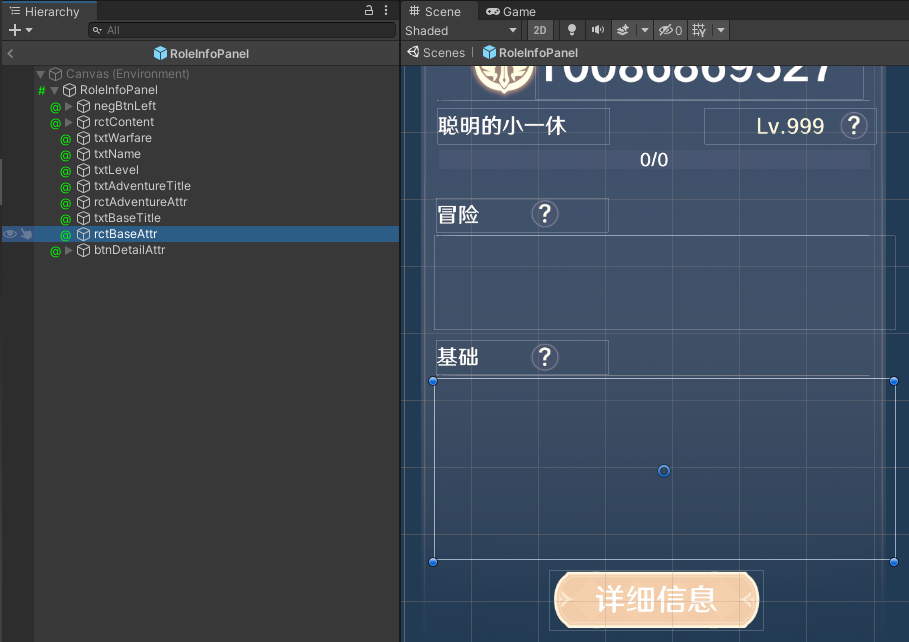 Hierarchy
All
RoleInfoPanel
Canvas (Environment)
# RoleInfoPanel
@ negBtnLeft
@ rctContent
@ txtWarfare
@ txtName
@ txtLevel
@ txtAdventureTitle
@ rctAdventureAttr
@ txtBaseTitle
@ rctBaseAttr
@ btnDetailAttr
# Scene
Game
Shaded
2D
0
Scenes
RoleInfoPanel
10086869527
聪明的小一休
Lv.999 ?
0/0
冒险 ?
基础 ?
详细信息